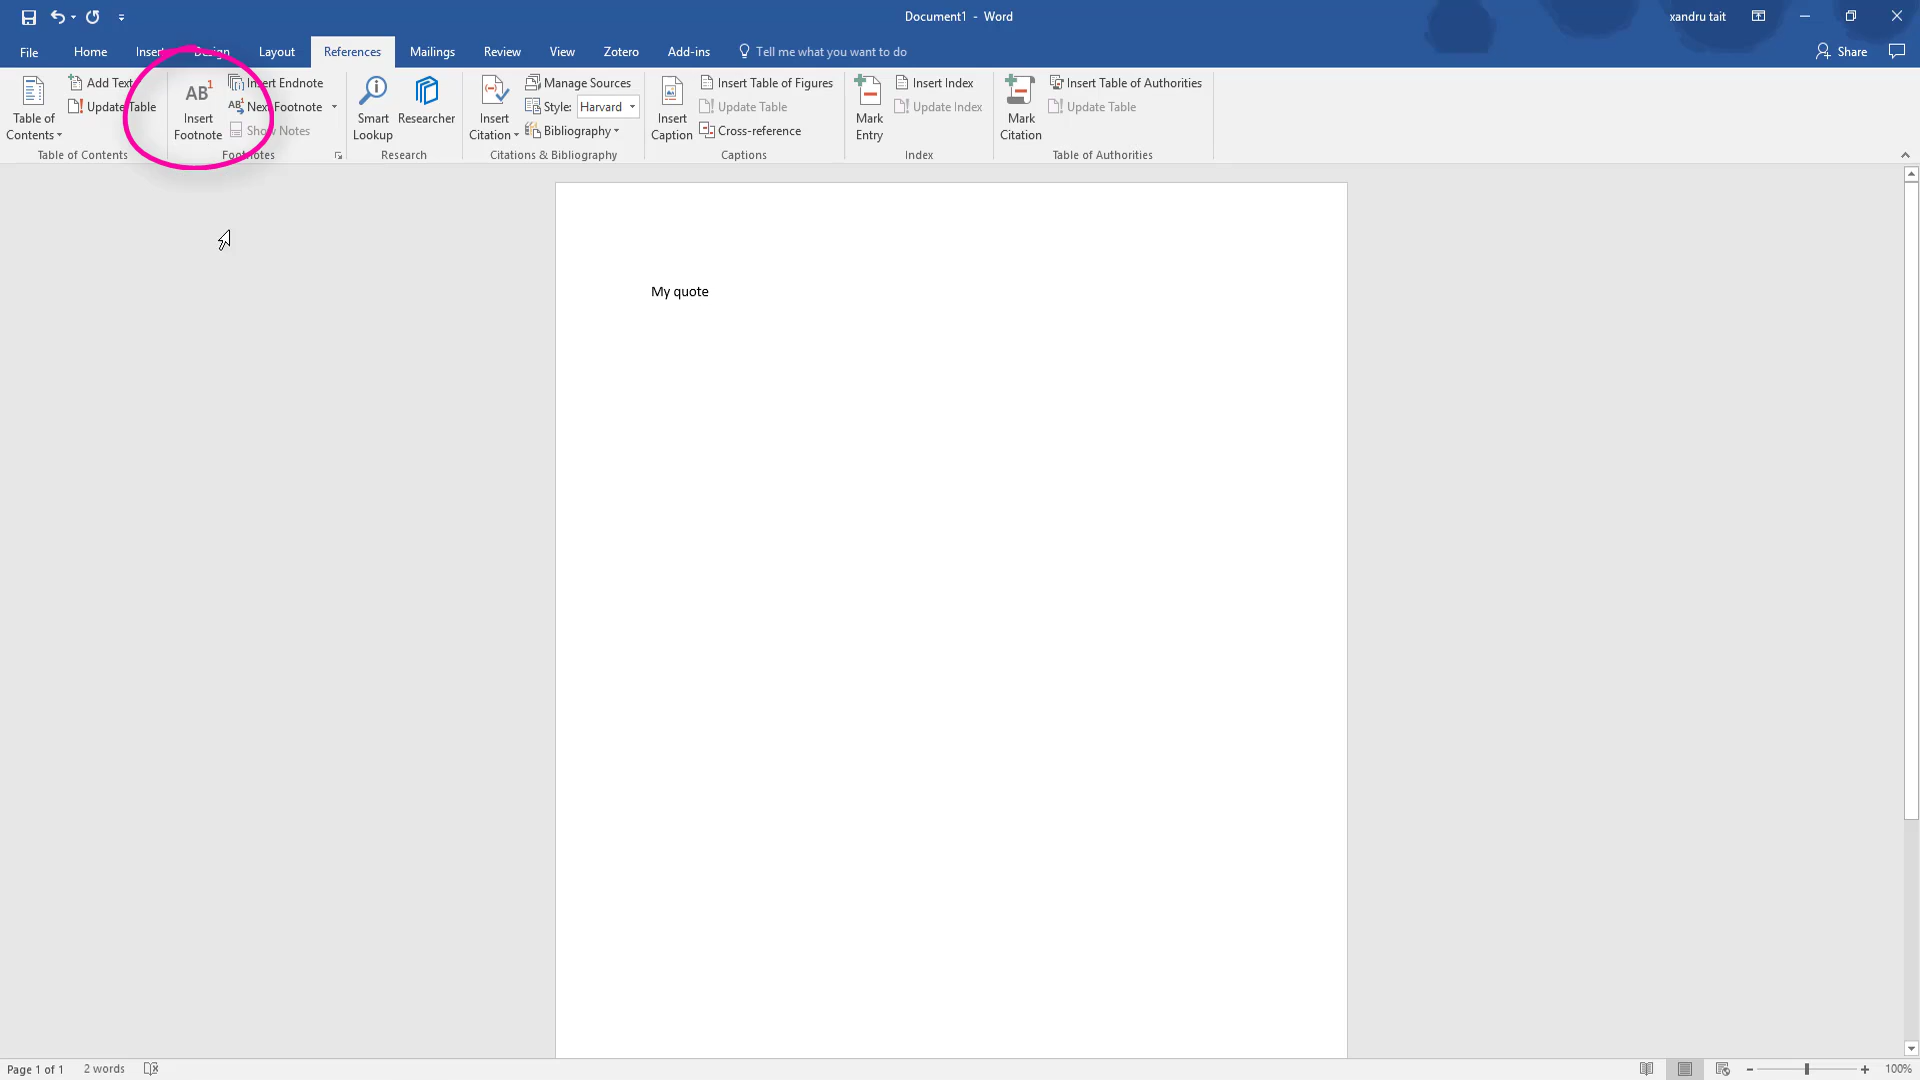 Document1 - Word
xandru tait
File Home Insert Design Layout References Mailings Review View Zotero Add-ins Tell me what you want to do Share
Table of Contents
Add Text
Update Table
Table of Contents
AB1
Insert Footnote
Insert Endnote
AB1 Next Footnote
Show Notes
Footnotes
Smart Lookup
Researcher
Research
Insert Citation
Manage Sources
Style: Harvard
Bibliography
Citations & Bibliography
Insert Caption
Insert Table of Figures
Update Table
Cross-reference
Captions
Mark Entry
Insert Index
Update Index
Index
Mark Citation
Insert Table of Authorities
Update Table
Table of Authorities
My quote
Page 1 of 1 2 words 100%